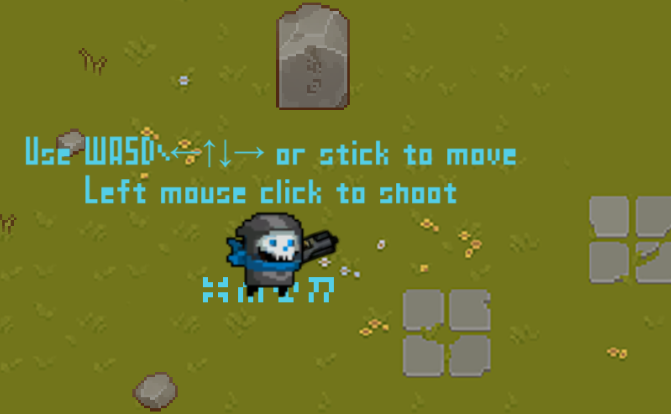 Use WASD\←↑↓→ or stick to move
Left mouse click to shoot